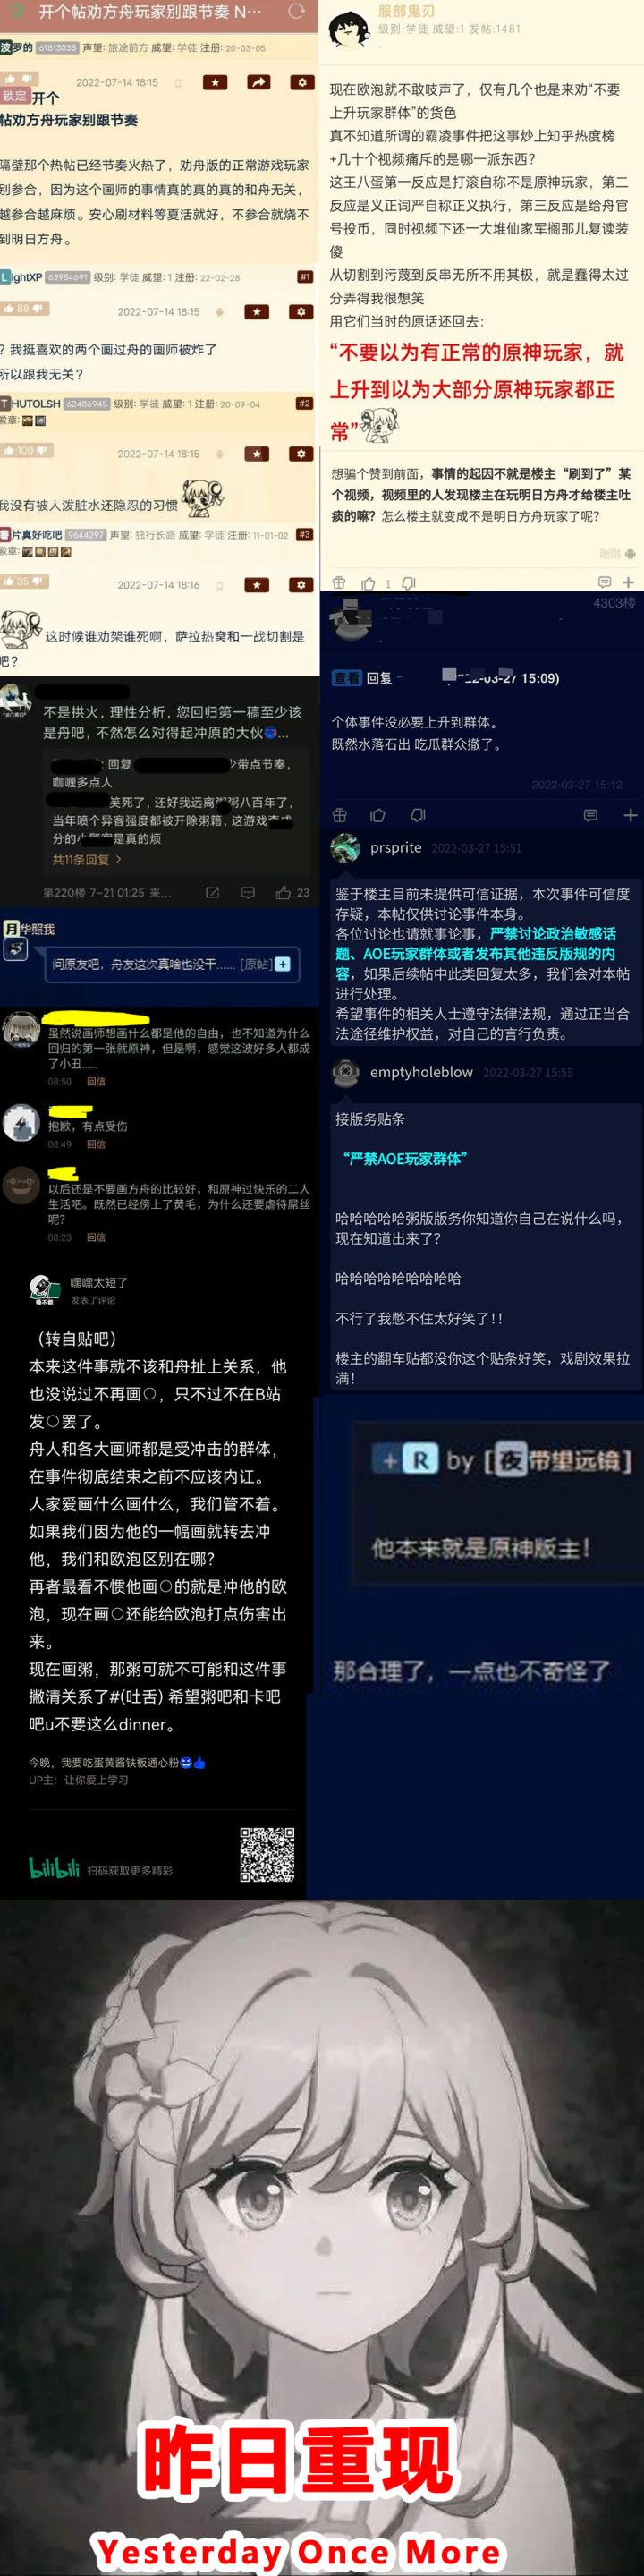 开个帖劝方舟玩家别跟节奏 N…
波罗的 61813038 声望: 旅途前方 威望: 学徒 注册: 20-03-05
2022-07-14 18:15
锁定 开个
帖劝方舟玩家别跟节奏
隔壁那个热帖已经节奏火热了，劝舟版的正常游戏玩家
别参合，因为这个画师的事情真的真的真的和舟无关，
越参合越麻烦。安心刷材料等夏活就好，不参合就烧不
到明日方舟。
LightXP 63984691 级别: 学徒 威望: 1 注册: 22-02-28 #1
88 2022-07-14 18:15
？我挺喜欢的两个画过舟的画师被炸了
所以跟我无关？
THUTOLSH 62486945 级别: 学徒 威望: 1 注册: 20-09-04 #2
徽章:
100 2022-07-14 18:15
我没有被人泼脏水还隐忍的习惯
薯片真好吃吧 9644297 声望: 独行长路 威望: 学徒 注册: 11-01-02 #3
徽章:
35 2022-07-14 18:16
这时候谁劝架谁死啊，萨拉热窝和一战切割是
吧？
不是拱火，理性分析，您回归第一稿至少该
是舟吧，不然怎么对得起冲原的大伙...
: 回复 少带点节奏，
咖喱多点人
笑死了，还好我远离粥八百年了，
当年喷个异客强度都被开除粥籍，这游戏
分的小 是真的烦
共11条回复 >
第220楼 7-21 01:25 来... 23
月华照我
问原友吧，舟友这次真啥也没干...... [原帖] +
虽然说画师想画什么都是他的自由，也不知道为什么
回归的第一张就原神，但是啊，感觉这波好多人都成
了小丑......
08:50 回信
抱歉，有点受伤
08:49 回信
以后还是不要画方舟的比较好，和原神过快乐的二人
生活吧。既然已经傍上了黄毛，为什么还要虐待屌丝
呢？
08:23 回信
嘿嘿太短了
发表了评论
（转自贴吧）
本来这件事就不该和舟扯上关系，他
也没说过不再画○，只不过不在B站
发○罢了。
舟人和各大画师都是受冲击的群体，
在事件彻底结束之前不应该内讧。
人家爱画什么画什么，我们管不着。
如果我们因为他的一幅画就转去冲
他，我们和欧泡区别在哪？
再者最看不惯他画○的就是冲他的欧
泡，现在画○还能给欧泡打点伤害出
来。
现在画粥，那粥可就不可能和这件事
撇清关系了#(吐舌) 希望粥吧和卡吧
吧u不要这么dinner。
今晚，我要吃蛋黄酱铁板通心粉
UP主：让你爱上学习
bilibili 扫码获取更多精彩
服部鬼刃
级别:学徒 威望:1 发帖:1481
现在欧泡就不敢吱声了，仅有几个也是来劝“不要
上升玩家群体”的货色
真不知道所谓的霸凌事件把这事炒上知乎热度榜
+几十个视频痛斥的是哪一派东西？
这王八蛋第一反应是打滚自称不是原神玩家，第二
反应是义正词严自称正义执行，第三反应是给舟官
号投币，同时视频下还一大堆仙家军搁那儿复读装
傻
从切割到污蔑到反串无所不用其极，就是蠢得太过
分弄得我很想笑
用它们当时的原话还回去：
“不要以为有正常的原神玩家，就
上升到以为大部分原神玩家都正
常”
想骗个赞到前面，事情的起因不就是楼主“刷到了”某
个视频，视频里的人发现楼主在玩明日方舟才给楼主吐
痰的嘛？怎么楼主就变成不是明日方舟玩家了呢？
刚刚
1
4303楼
查看 回复 22-03-27 15:09)
个体事件没必要上升到群体。
既然水落石出 吃瓜群众撤了。
2022-03-27 15:12
prsprite 2022-03-27 15:51
鉴于楼主目前未提供可信证据，本次事件可信度
存疑，本帖仅供讨论事件本身。
各位讨论也请就事论事，严禁讨论政治敏感话
题、AOE玩家群体或者发布其他违反版规的内
容，如果后续帖中此类回复太多，我们会对本帖
进行处理。
希望事件的相关人士遵守法律法规，通过正当合
法途径维护权益，对自己的言行负责。
emptyholeblow 2022-03-27 15:55
接版务贴条
“严禁AOE玩家群体”
哈哈哈哈哈粥版版务你知道你自己在说什么吗，
现在知道出来了？
哈哈哈哈哈哈哈哈哈
不行了我憋不住太好笑了！！
楼主的翻车贴都没你这个贴条好笑，戏剧效果拉
满！
+ R by [夜带里远镜]
他本来就是原神版主！
那合理了，一点也不奇怪了
昨日重现
Yesterday Once More